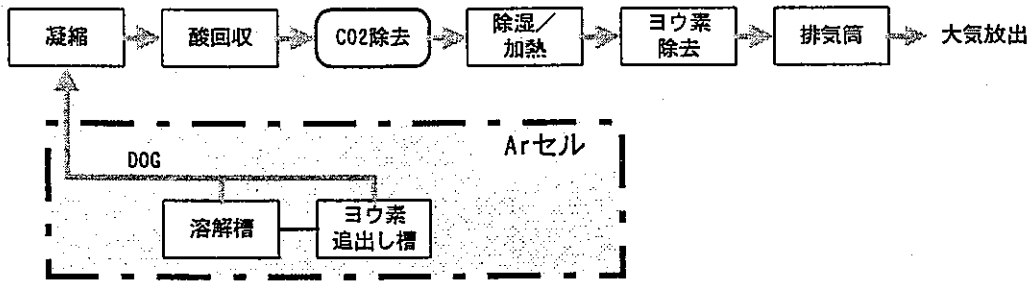 凝縮
酸回収
CO2除去
除湿／
加熱
ヨウ素
除去
排気筒
大気放出
Arセル
DOG
溶解槽
ヨウ素
追出し槽